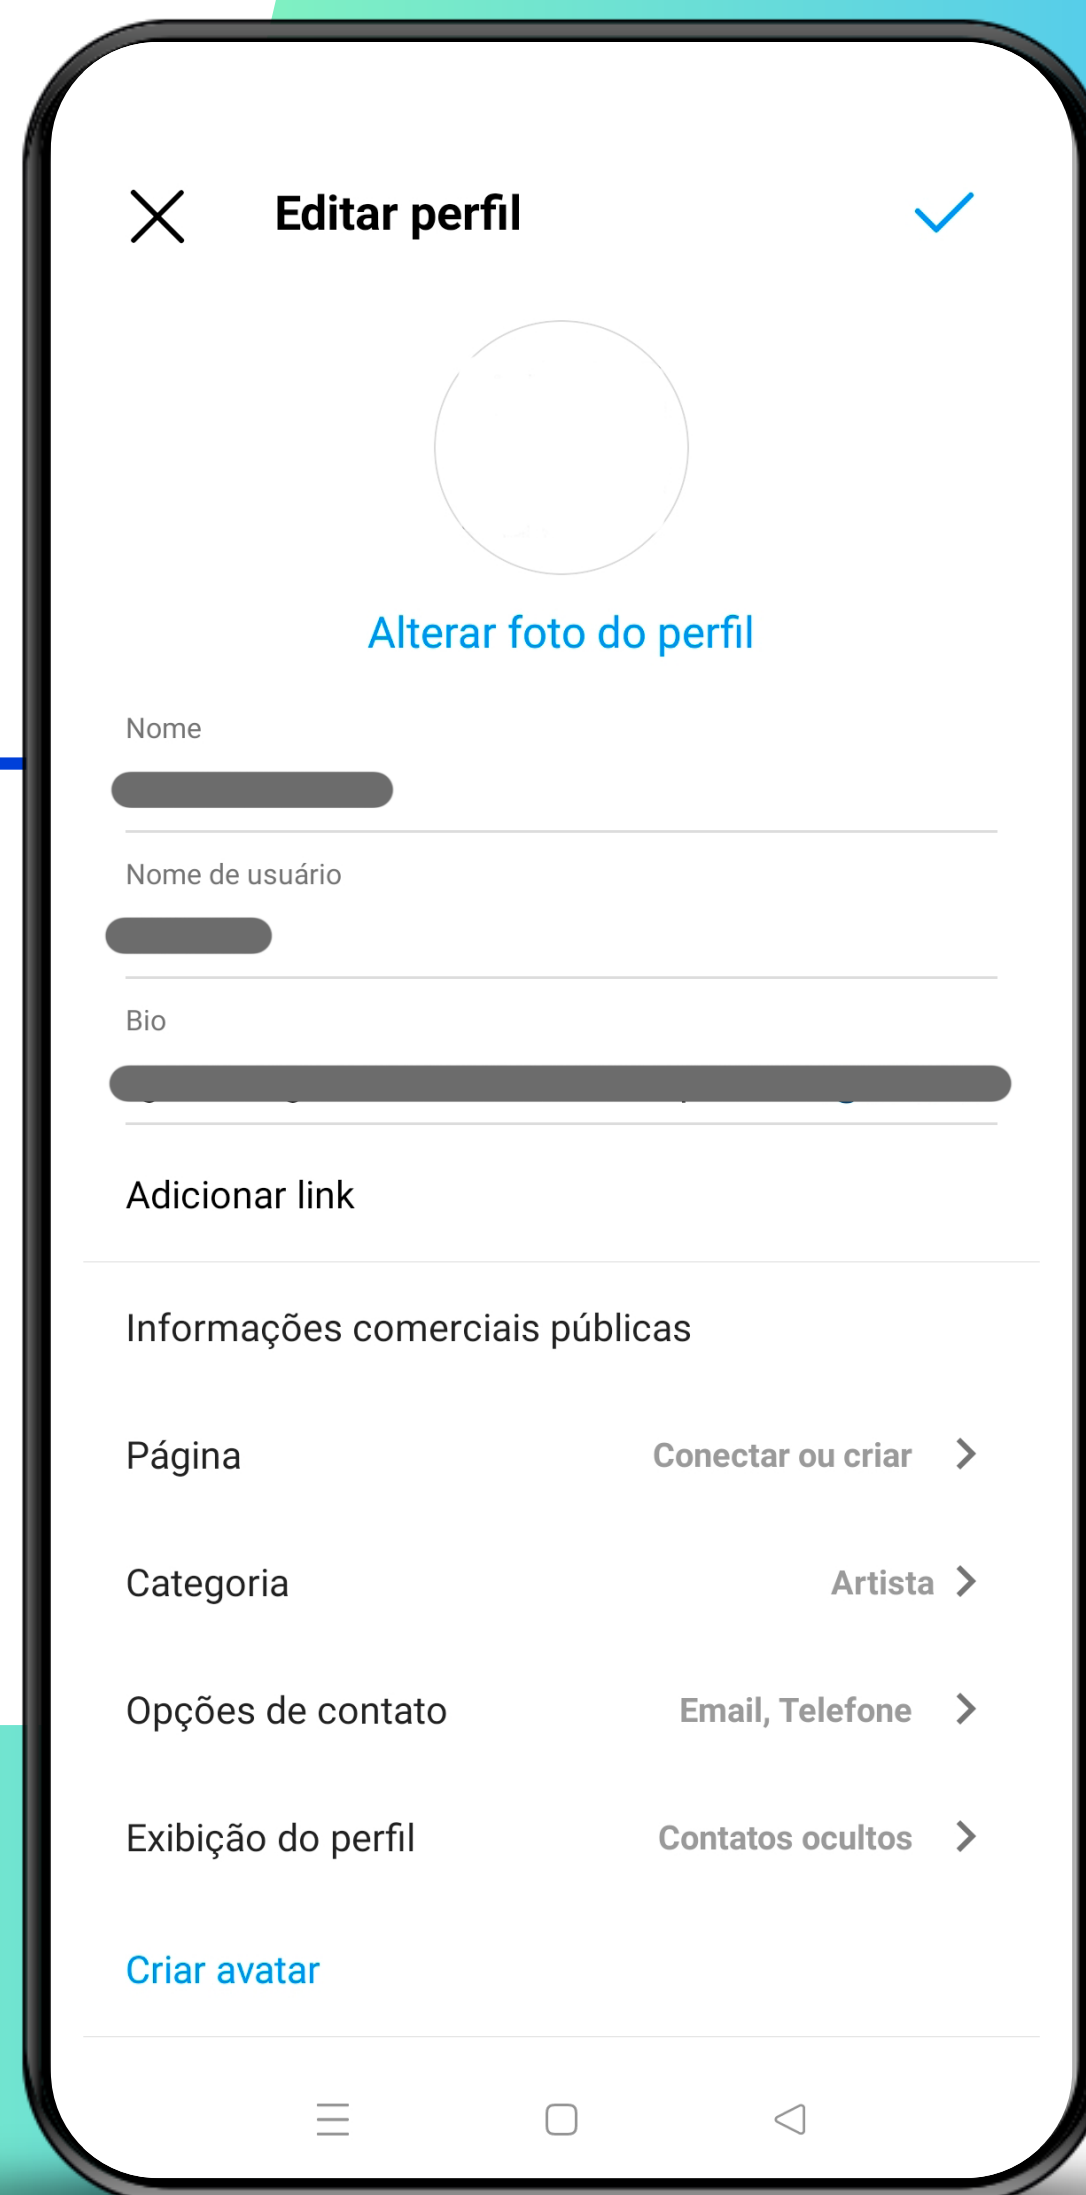 Editar perfil
Alterar foto do perfil
Nome
Nome de usuário
Bio
Adicionar link
Informações comerciais públicas
Página Conectar ou criar
Categoria Artista
Opções de contato Email, Telefone
Exibição do perfil Contatos ocultos
Criar avatar